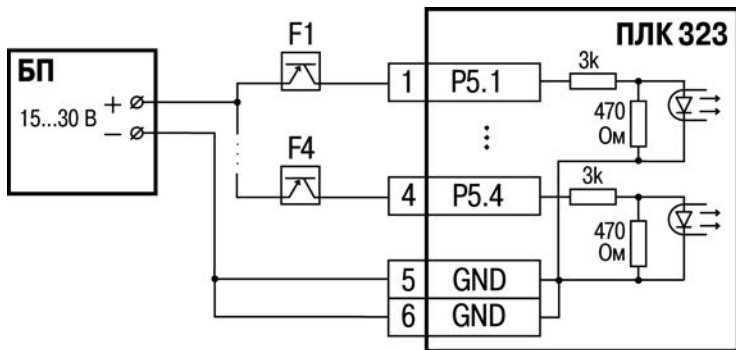 БП
15...30 В
+
–
F1
F4
ПЛК 323
1 P5.1
3k
470
Ом
4 P5.4
3k
470
Ом
5 GND
6 GND